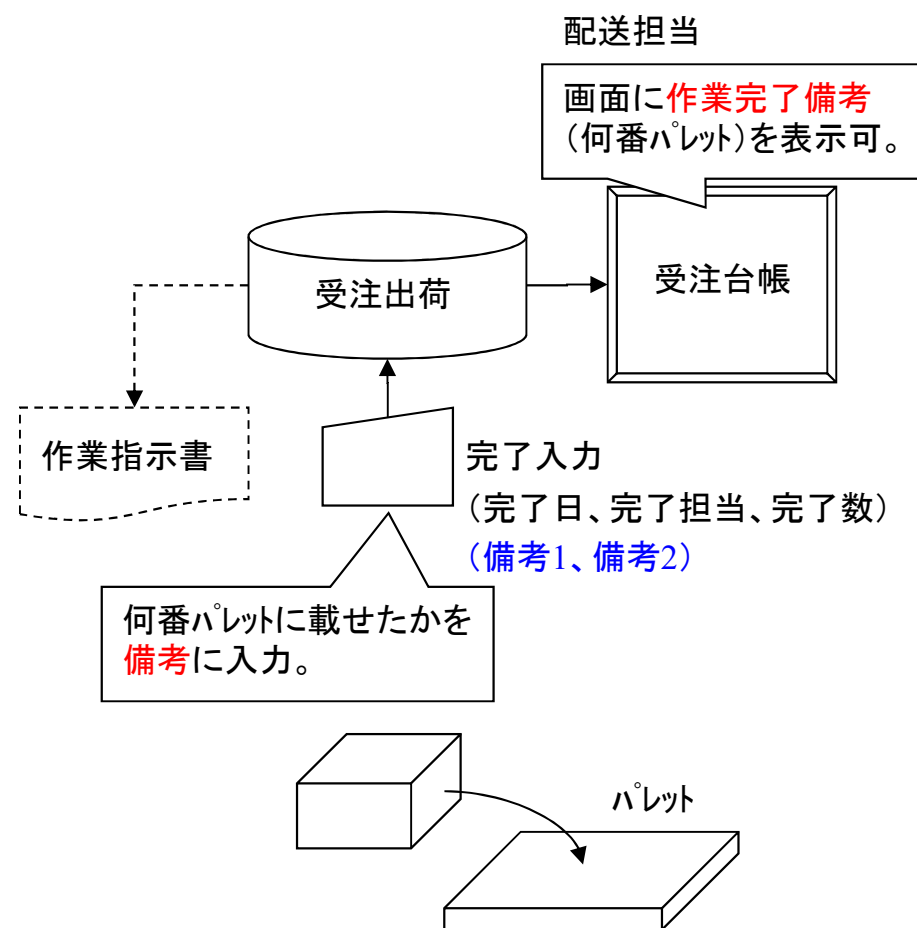 配送担当
画面に作業完了備考
（何番パレット）を表示可。
受注出荷
受注台帳
作業指示書
完了入力
（完了日、完了担当、完了数）
（備考1、備考2）
何番パレットに載せたかを
備考に入力。
パレット